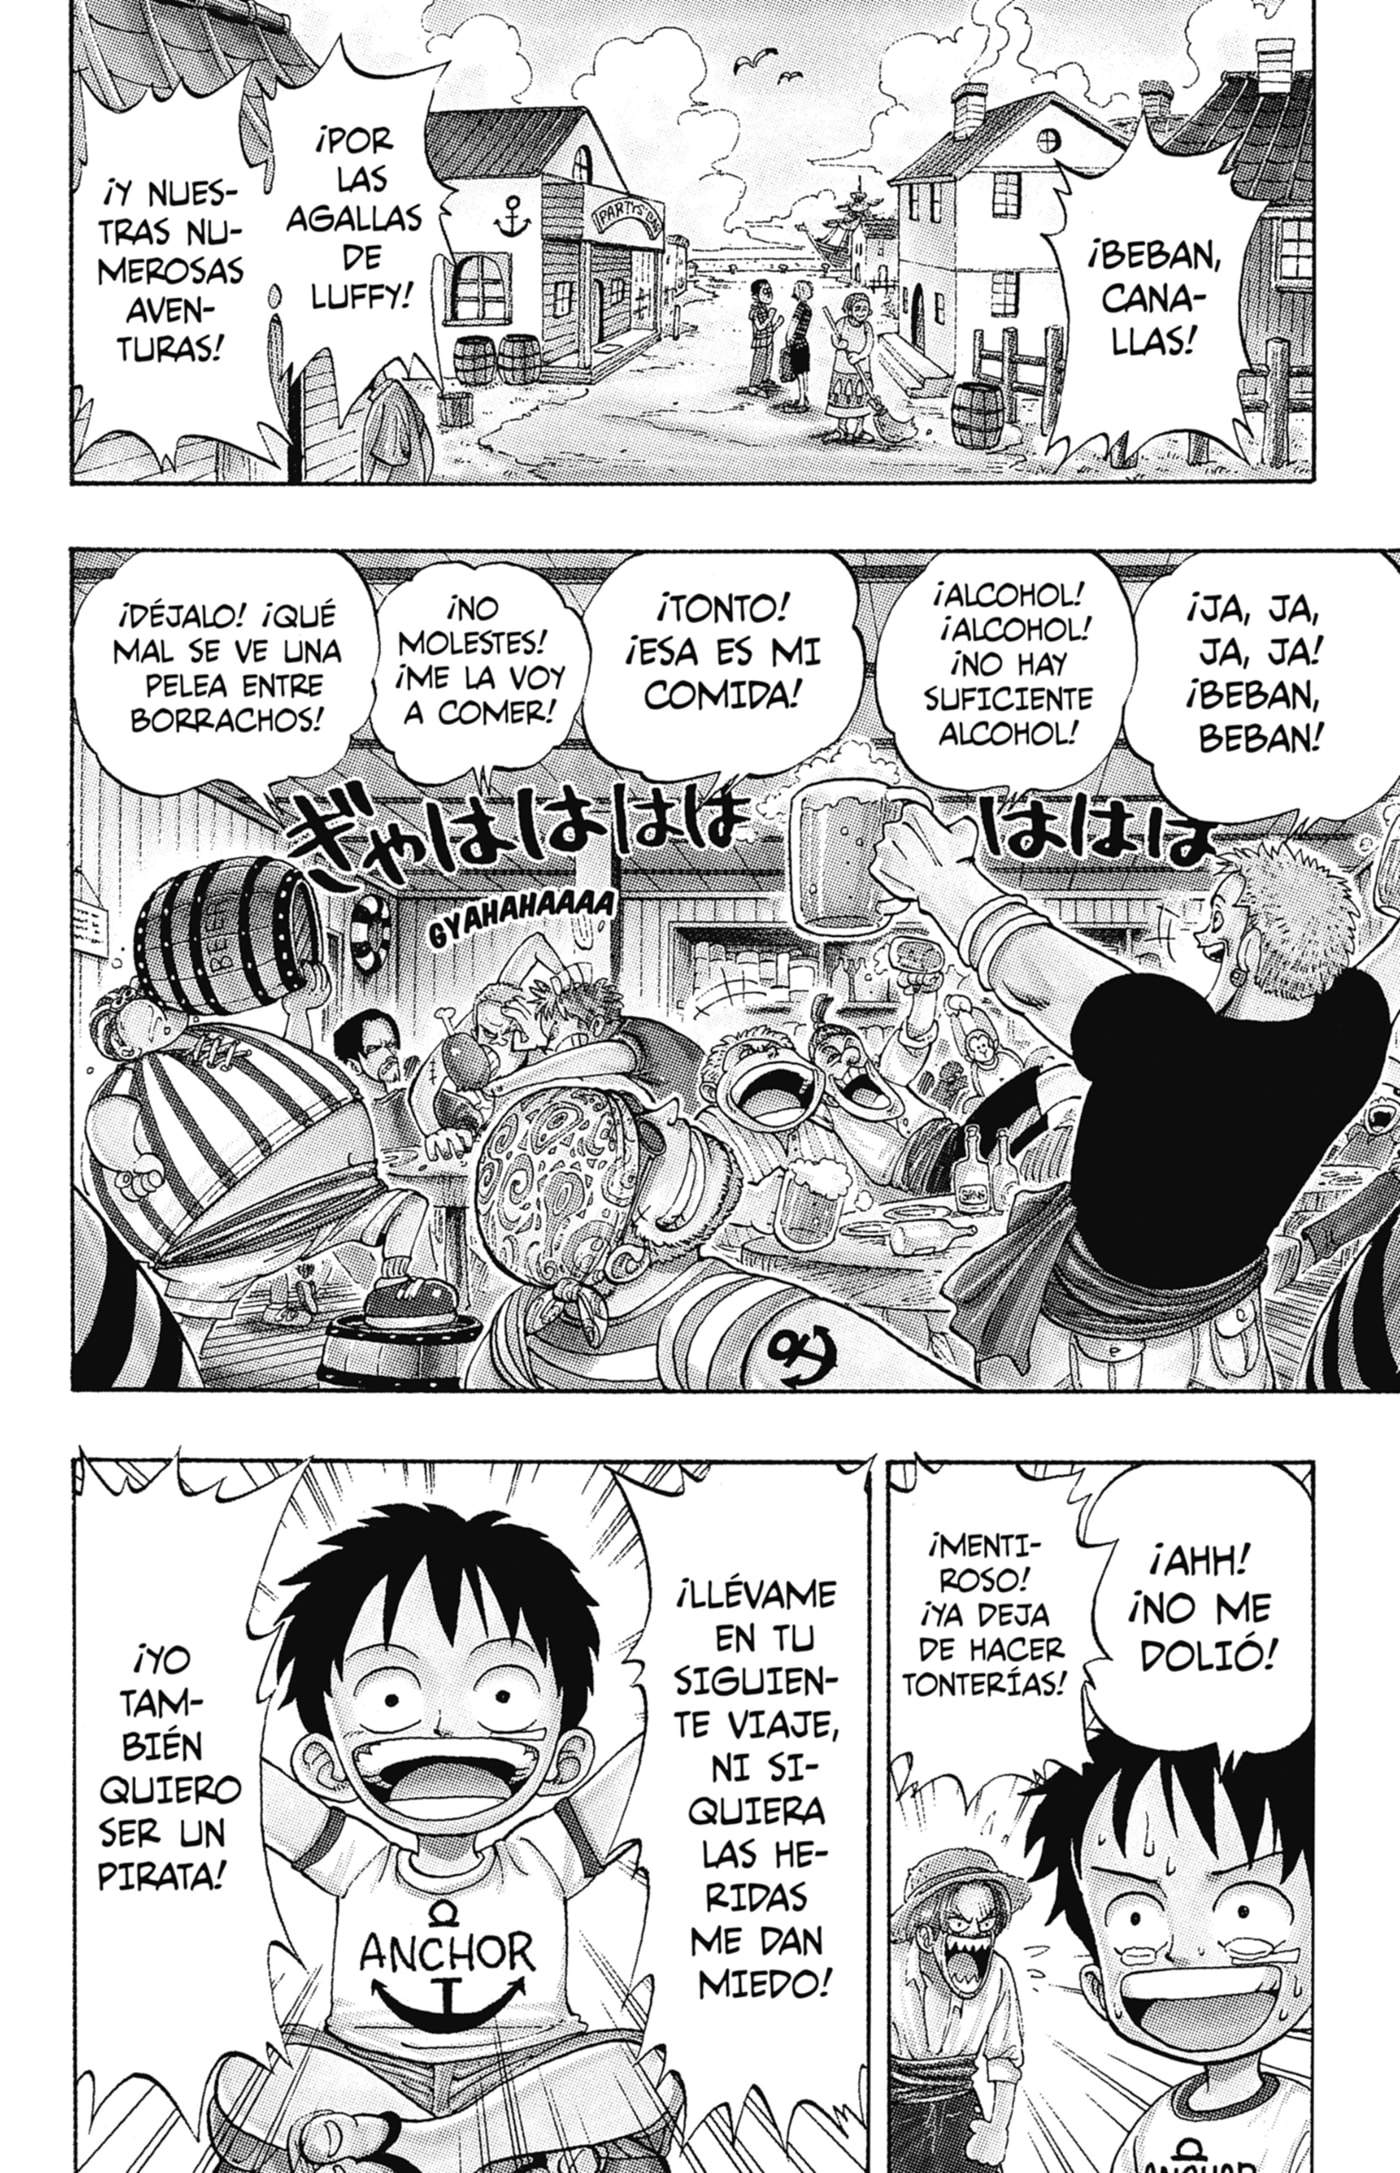 ¡BEBAN,
CANA-
LLAS!
¡POR
LAS
AGALLAS
DE
LUFFY!
¡Y NUES-
TRAS NU-
MEROSAS
AVEN-
TURAS!
PARTYS BAR
¡JA, JA,
JA, JA!
¡BEBAN,
BEBAN!
¡ALCOHOL!
¡ALCOHOL!
¡NO HAY
SUFICIENTE
ALCOHOL!
¡TONTO!
¡ESA ES MI
COMIDA!
¡NO
MOLESTES!
¡ME LA VOY
A COMER!
¡DÉJALO! ¡QUÉ
MAL SE VE UNA
PELEA ENTRE
BORRACHOS!
ぎゃはははは
ははは
GYAHAHAAAA
BEER
¡AHH!
¡NO ME
DOLIÓ!
¡MENTI-
ROSO!
¡YA DEJA
DE HACER
TONTERÍAS!
ANCHOR
¡LLÉVAME
EN TU
SIGUIEN-
TE VIAJE,
NI SI-
QUIERA
LAS HE-
RIDAS
ME DAN
MIEDO!
¡YO
TAM-
BIÉN
QUIERO
SER UN
PIRATA!
ANCHOR